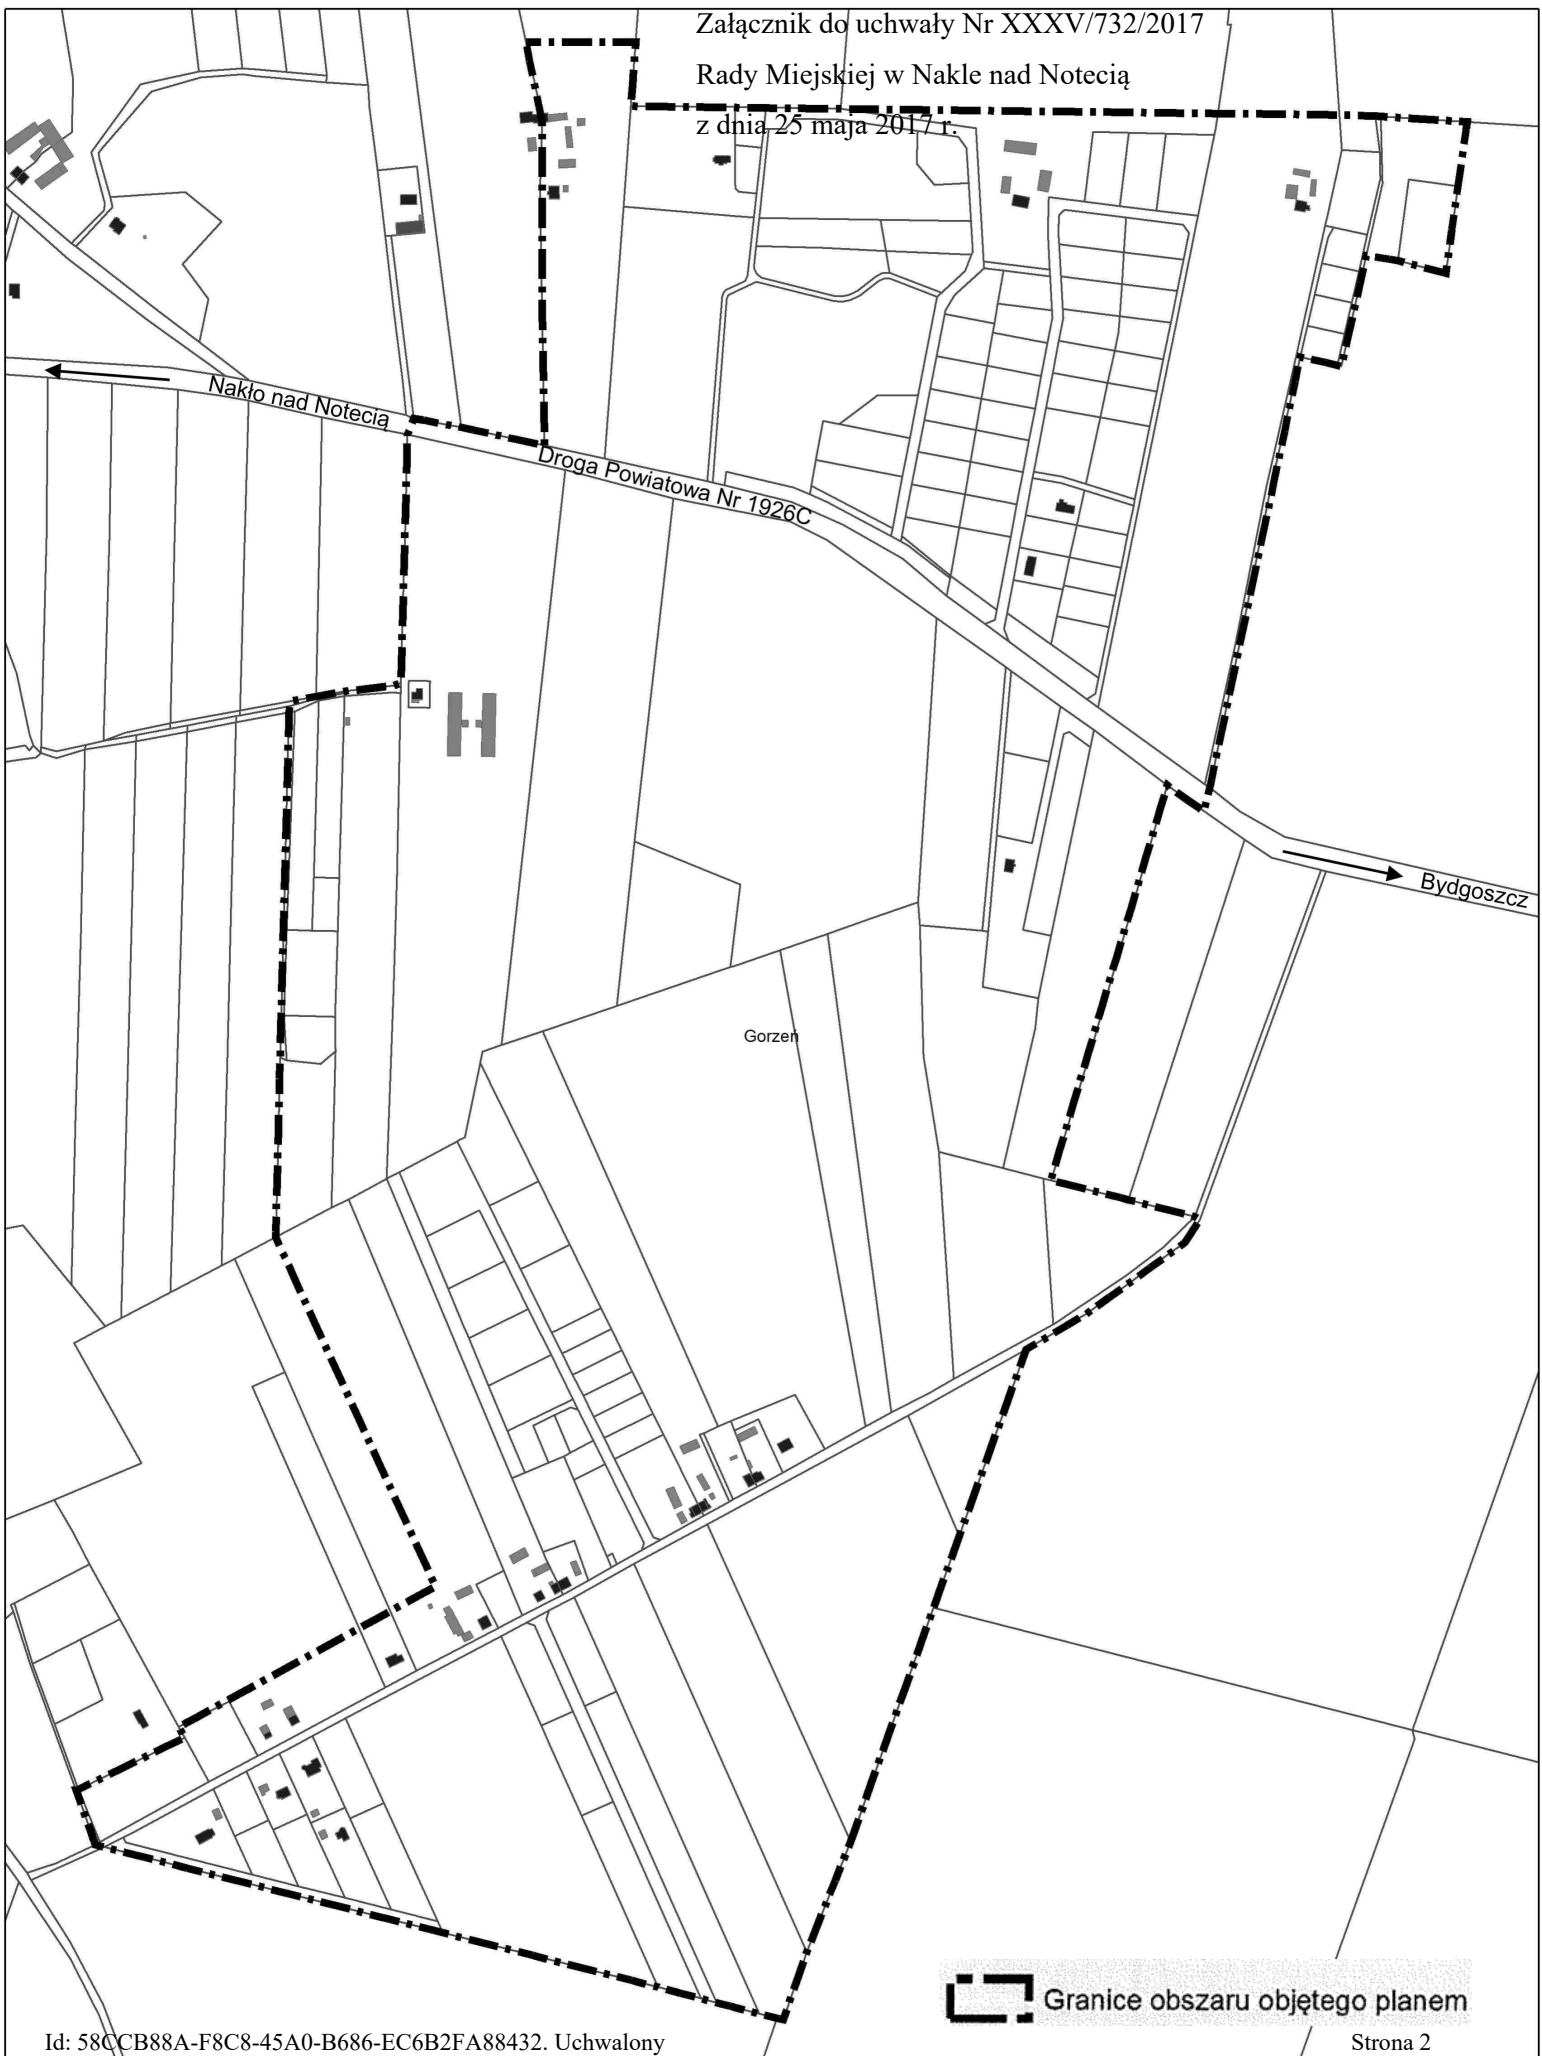 Załącznik do uchwały Nr XXXV/732/2017
Rady Miejskiej w Nakle nad Notecią
z dnia 25 maja 2017 r.
Nakło nad Notecią
Droga Powiatowa Nr 1926C
Bydgoszcz
Gorzeń
Granice obszaru objętego planem
Id: 58CCB88A-F8C8-45A0-B686-EC6B2FA88432. Uchwalony
Strona 2